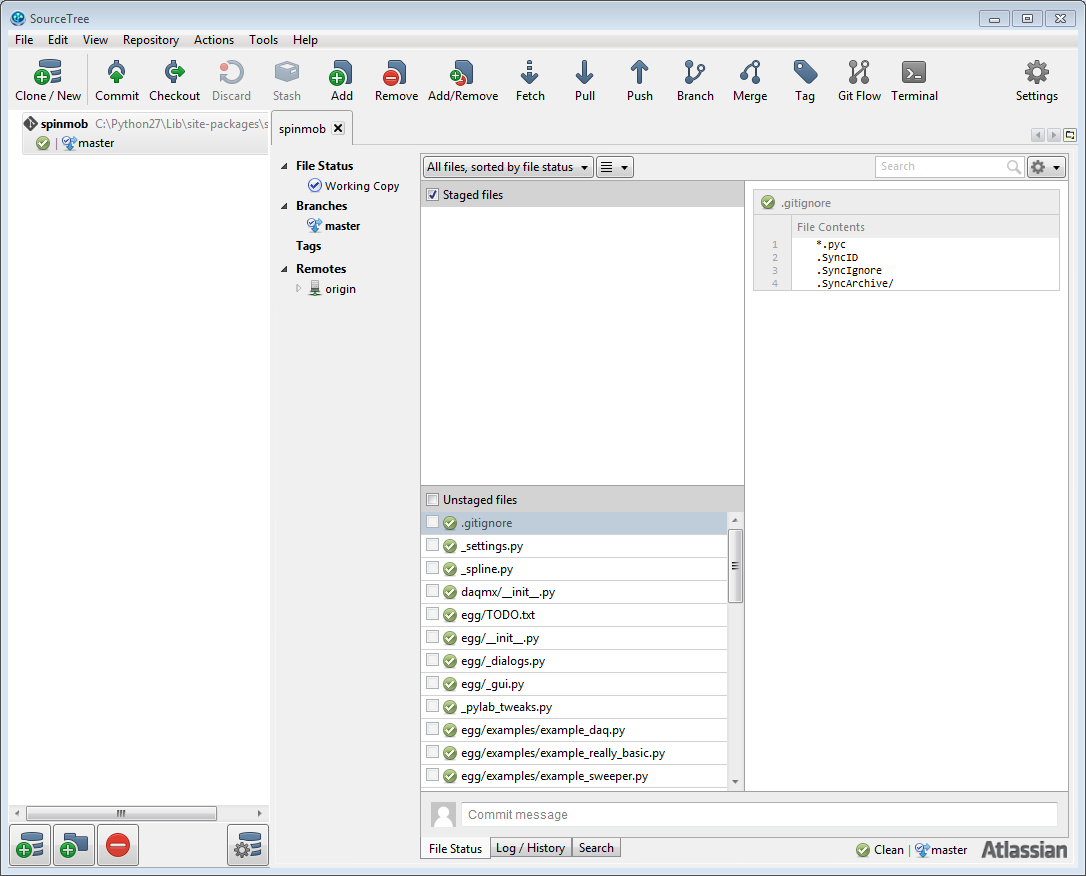 SourceTree
File Edit View Repository Actions Tools Help
Clone / New Commit Checkout Discard Stash Add Remove Add/Remove Fetch Pull Push Branch Merge Tag Git Flow Terminal Settings
spinmob C:\Python27\Lib\site-packages\s
master
spinmob
File Status
Working Copy
Branches
master
Tags
Remotes
origin
All files, sorted by file status
Search
Staged files
Unstaged files
.gitignore
_settings.py
_spline.py
daqmx/__init__.py
egg/TODO.txt
egg/__init__.py
egg/_dialogs.py
egg/_gui.py
_pylab_tweaks.py
egg/examples/example_daq.py
egg/examples/example_really_basic.py
egg/examples/example_sweeper.py
.gitignore
File Contents
1 *.pyc
2 .SyncID
3 .SyncIgnore
4 .SyncArchive/
Commit message
File Status Log / History Search
Clean | master Atlassian